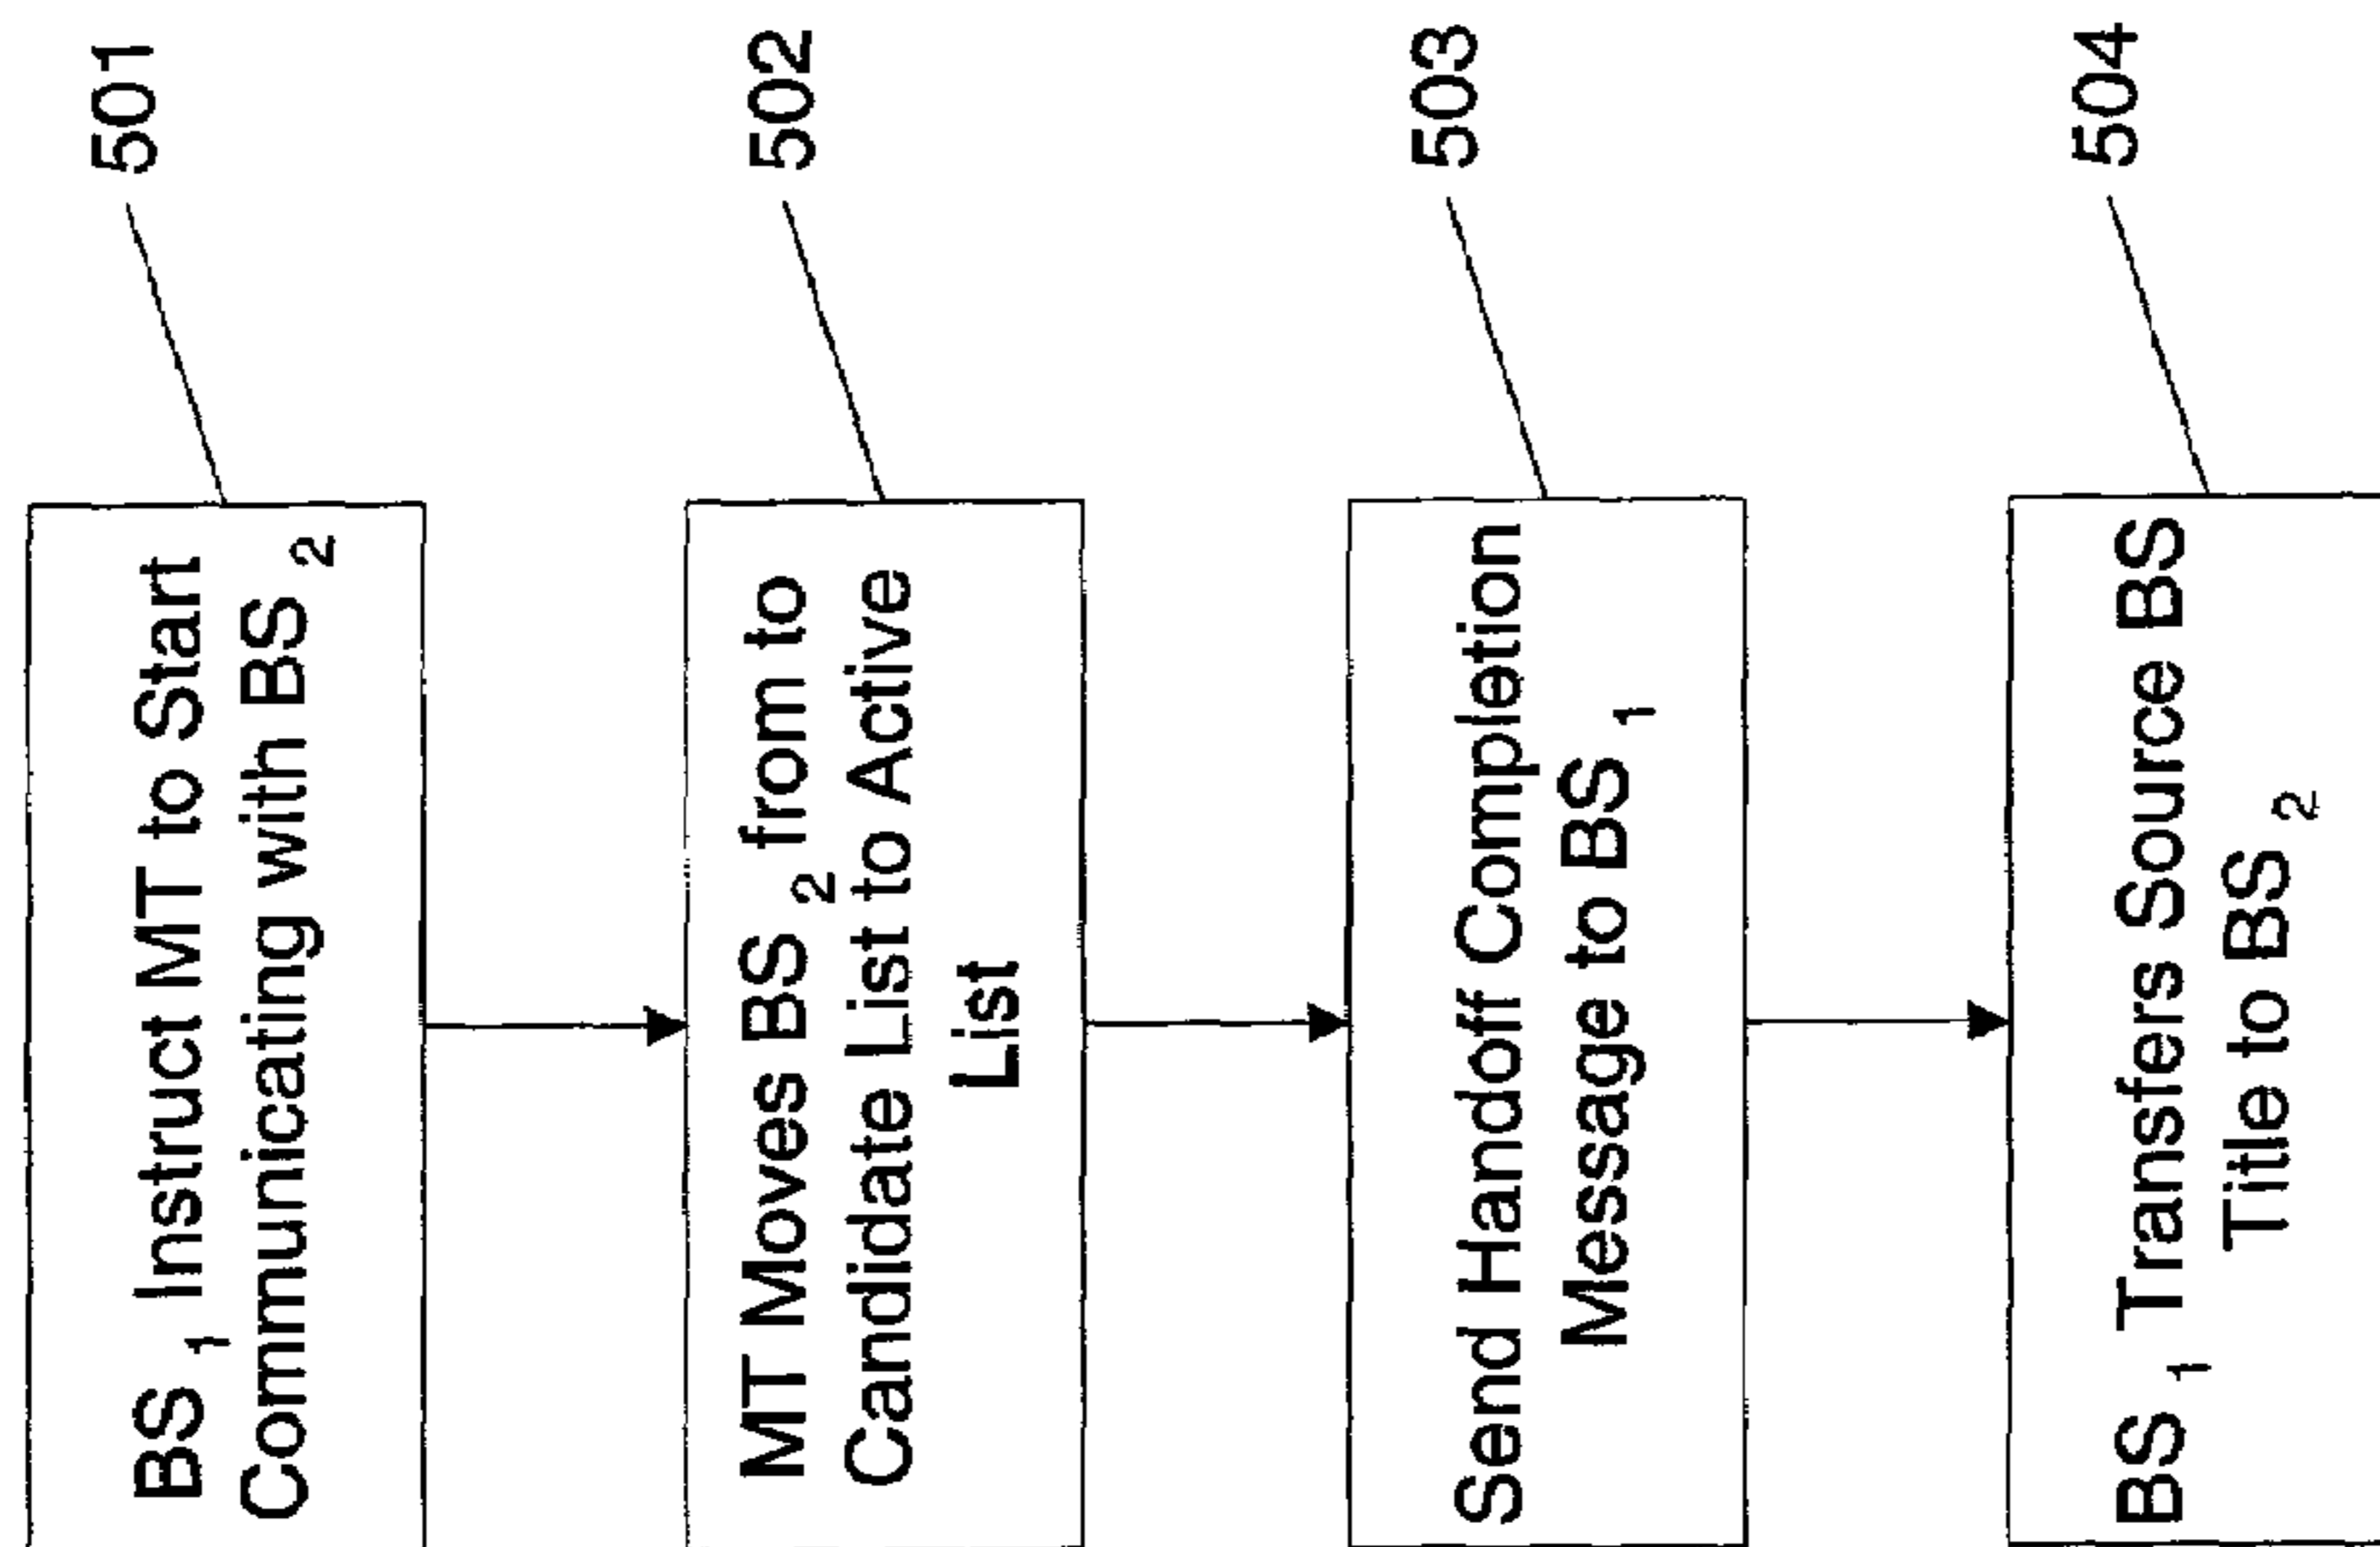 BS 1 Instruct MT to Start
Communicating with BS 2
501
MT Moves BS 2 from to
Candidate List to Active
List
502
Send Handoff Completion
Message to BS 1
503
BS 1 Transfers Source BS
Title to BS 2
504